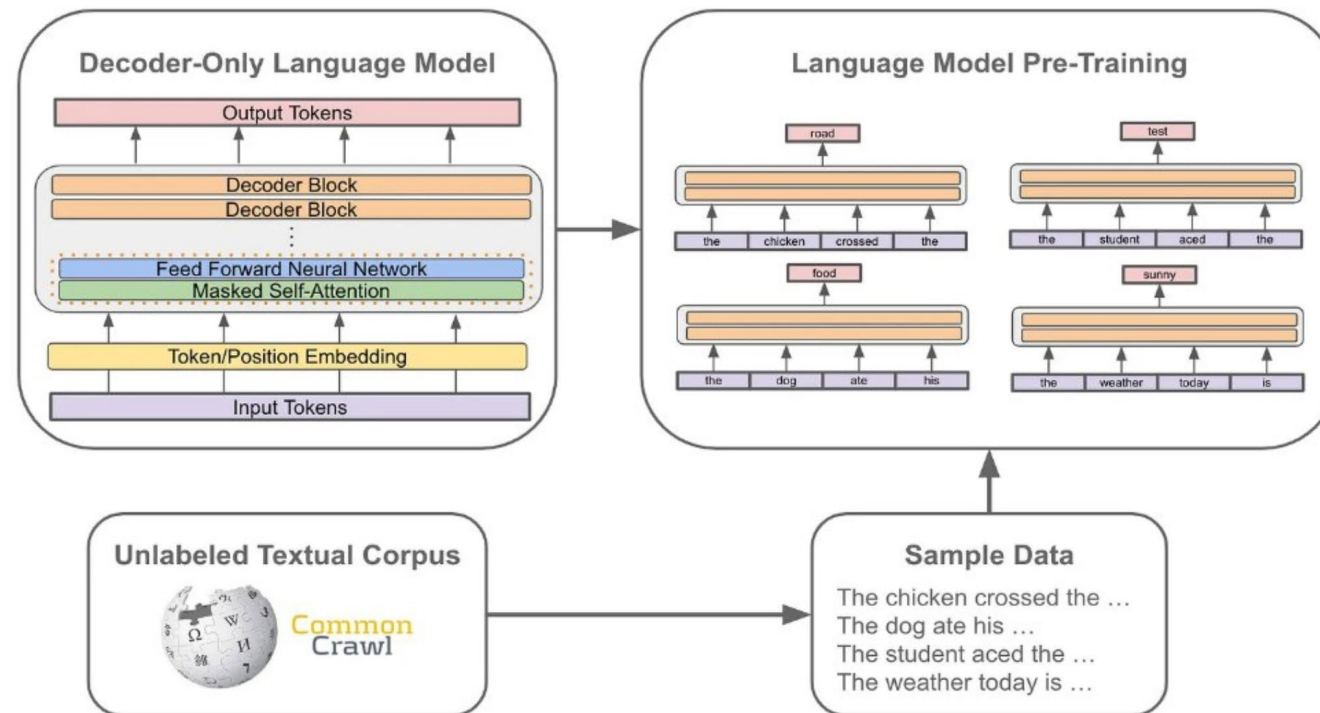 Decoder-Only Language Model
Output Tokens
Decoder Block
Decoder Block
Feed Forward Neural Network
Masked Self-Attention
Token/Position Embedding
Input Tokens
Language Model Pre-Training
road
the chicken crossed the
test
the student aced the
food
the dog ate his
sunny
the weather today is
Unlabeled Textual Corpus
Ω W И
Common
Crawl
Sample Data
The chicken crossed the …
The dog ate his …
The student aced the …
The weather today is …